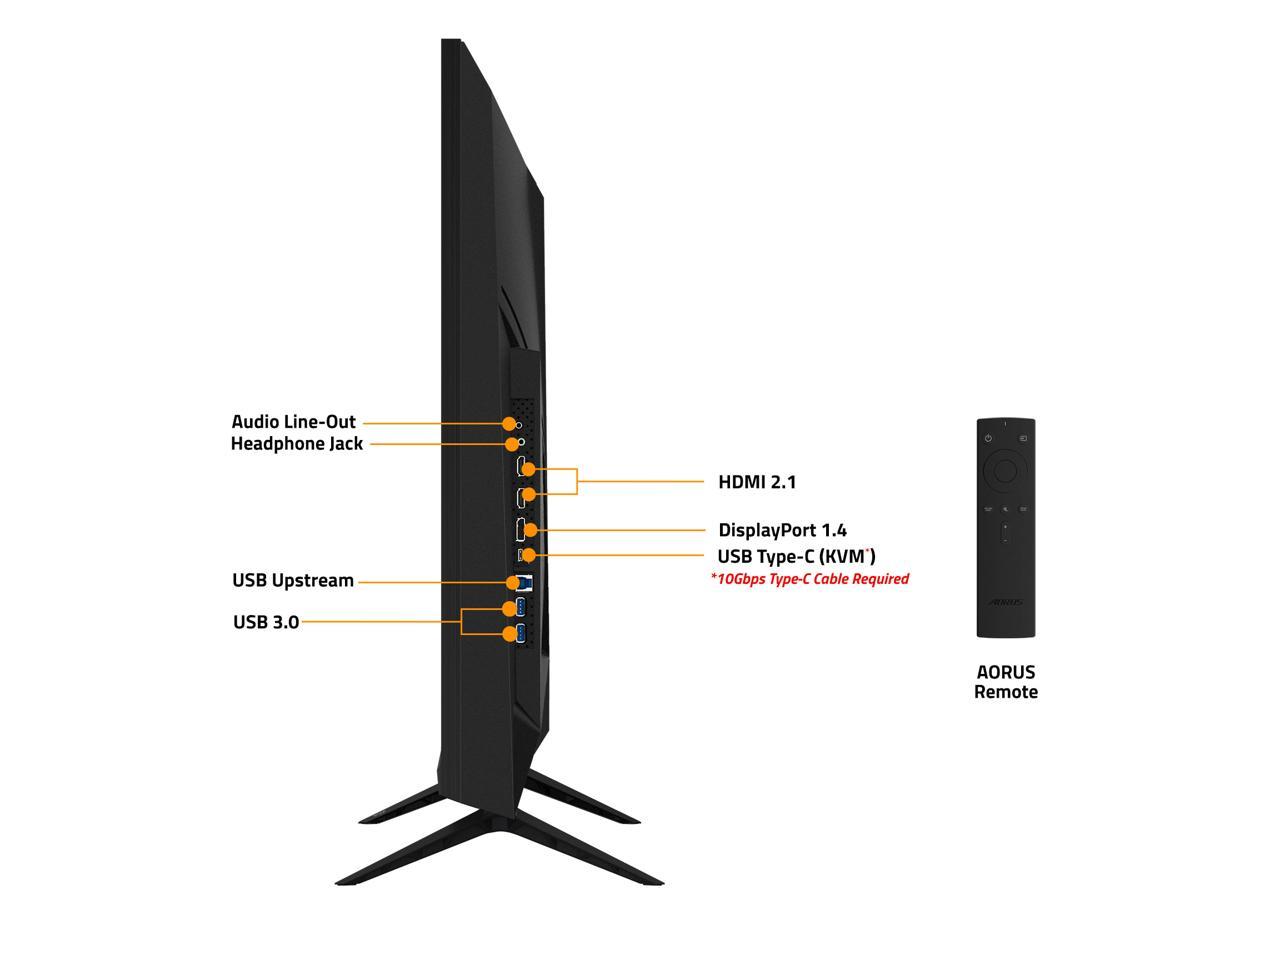 Audio Line-Out
Headphone Jack
HDMI 2.1
DisplayPort 1.4
USB Type-C (KVM*)
*10Gbps Type-C Cable Required
USB Upstream
USB 3.0
AORUS
AORUS
Remote